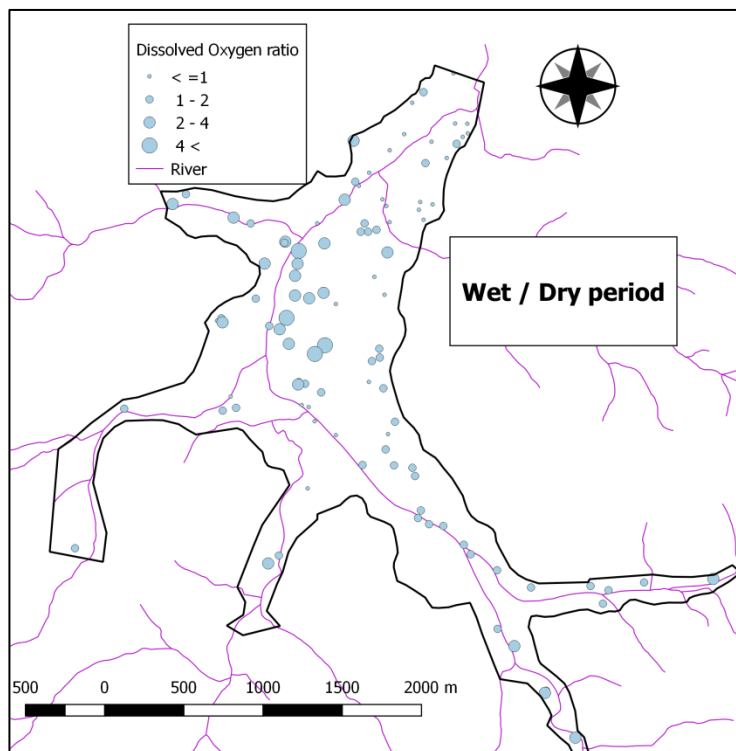 Dissolved Oxygen ratio
< =1
1 - 2
2 - 4
4 <
River
Wet / Dry period
500 0 500 1000 1500 2000 m